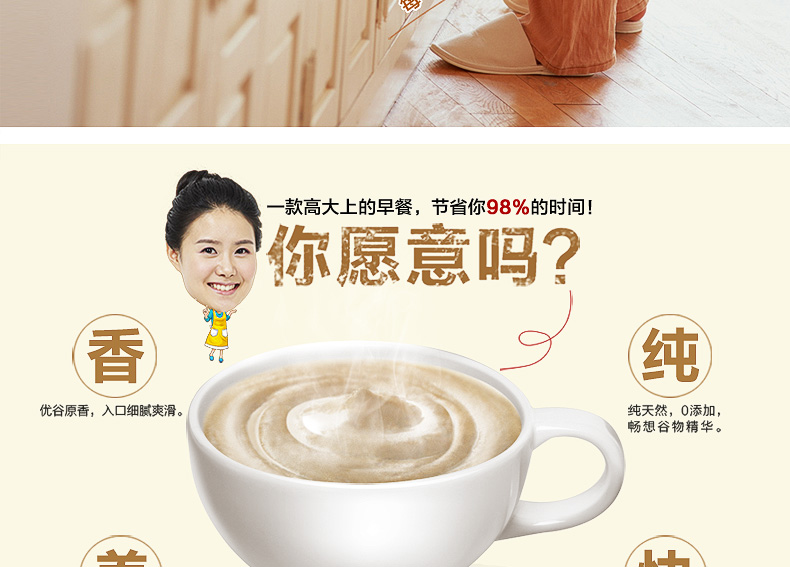 一款高大上的早餐，节省你98%的时间！
你愿意吗？
香
优谷原香，入口细腻爽滑。
纯
纯天然，0添加，
畅想谷物精华。